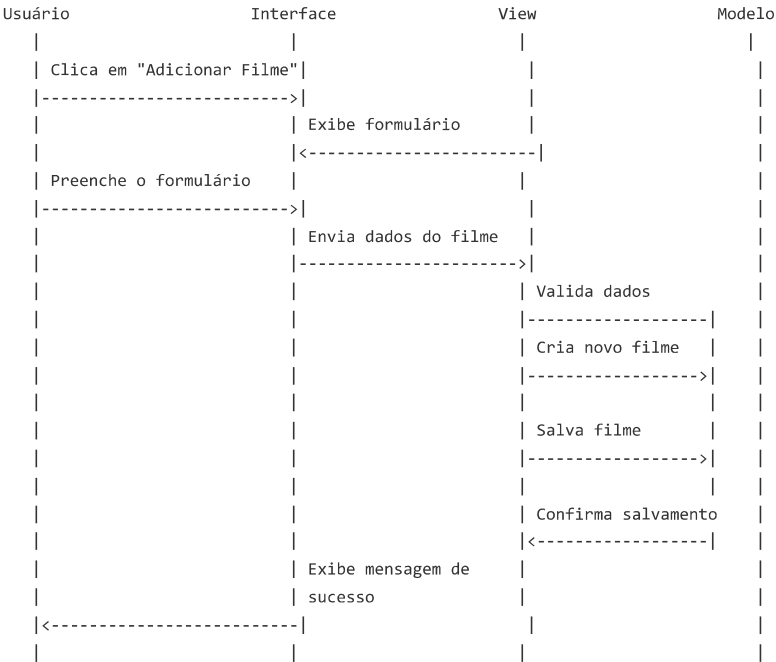 Usuário Interface View Modelo
Clica em "Adicionar Filme"
Exibe formulário
Preenche o formulário
Envia dados do filme
Valida dados
Cria novo filme
Salva filme
Confirma salvamento
Exibe mensagem de
sucesso